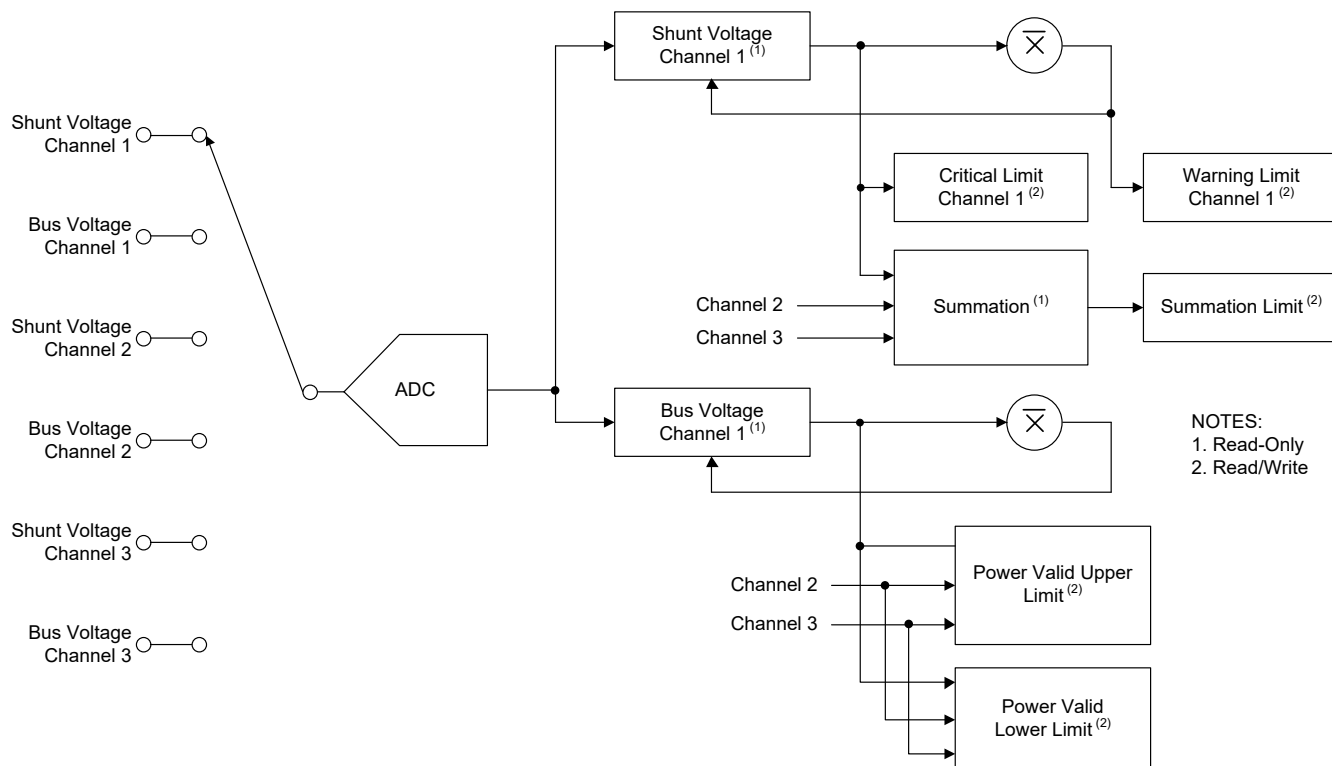 Shunt Voltage
Channel 1
Bus Voltage
Channel 1
Shunt Voltage
Channel 2
Bus Voltage
Channel 2
Shunt Voltage
Channel 3
Bus Voltage
Channel 3
ADC
Shunt Voltage
Channel 1 (1)
X
Critical Limit
Channel 1 (2)
Warning Limit
Channel 1 (2)
Channel 2
Channel 3
Summation (1)
Summation Limit (2)
Bus Voltage
Channel 1 (1)
X
NOTES:
1. Read-Only
2. Read/Write
Channel 2
Channel 3
Power Valid Upper
Limit (2)
Power Valid
Lower Limit (2)